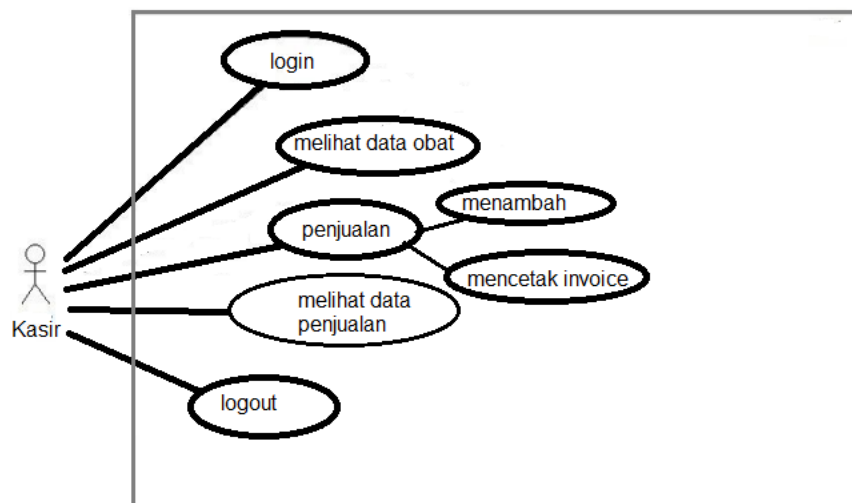 login
melihat data obat
menambah
penjualan
mencetak invoice
melihat data
penjualan
Kasir
logout